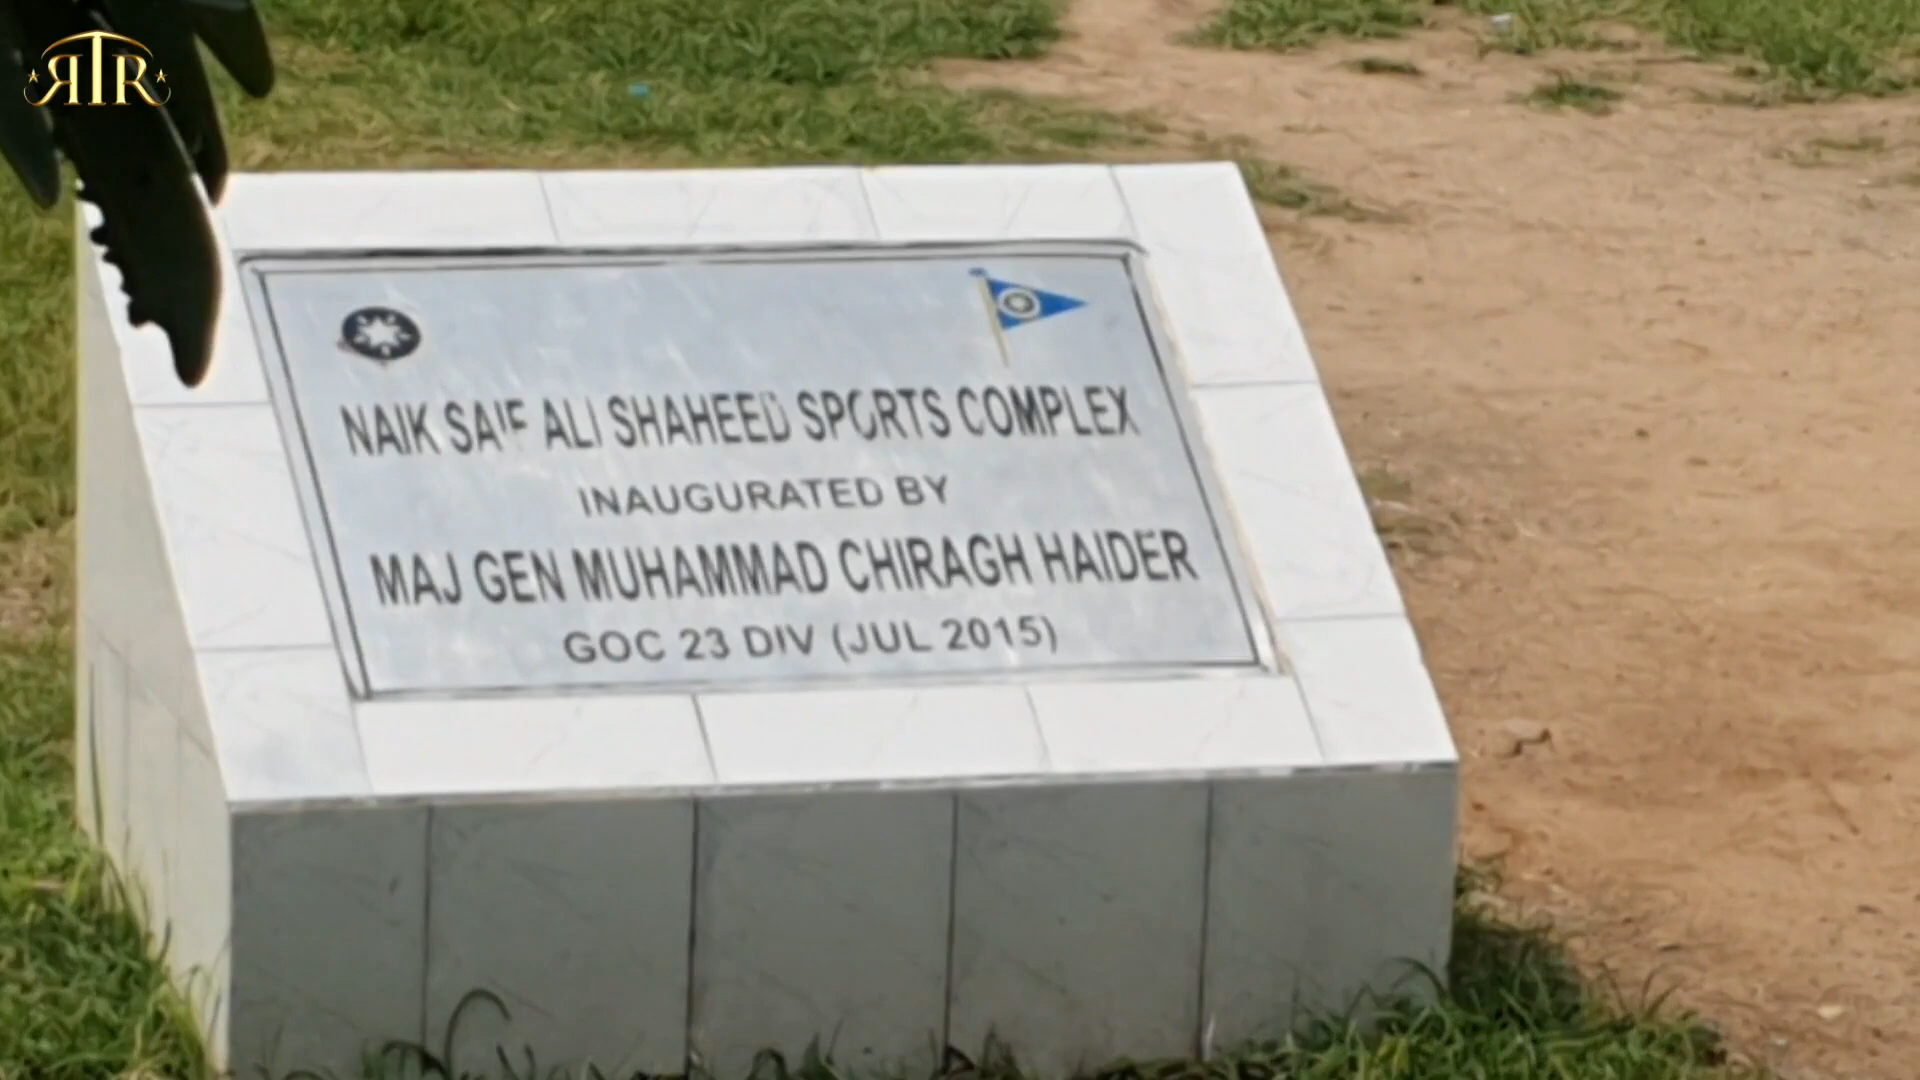 RTR
NAIK SAIF ALI SHAHEED SPORTS COMPLEX
INAUGURATED BY
MAJ GEN MUHAMMAD CHIRAGH HAIDER
GOC 23 DIV (JUL 2015)